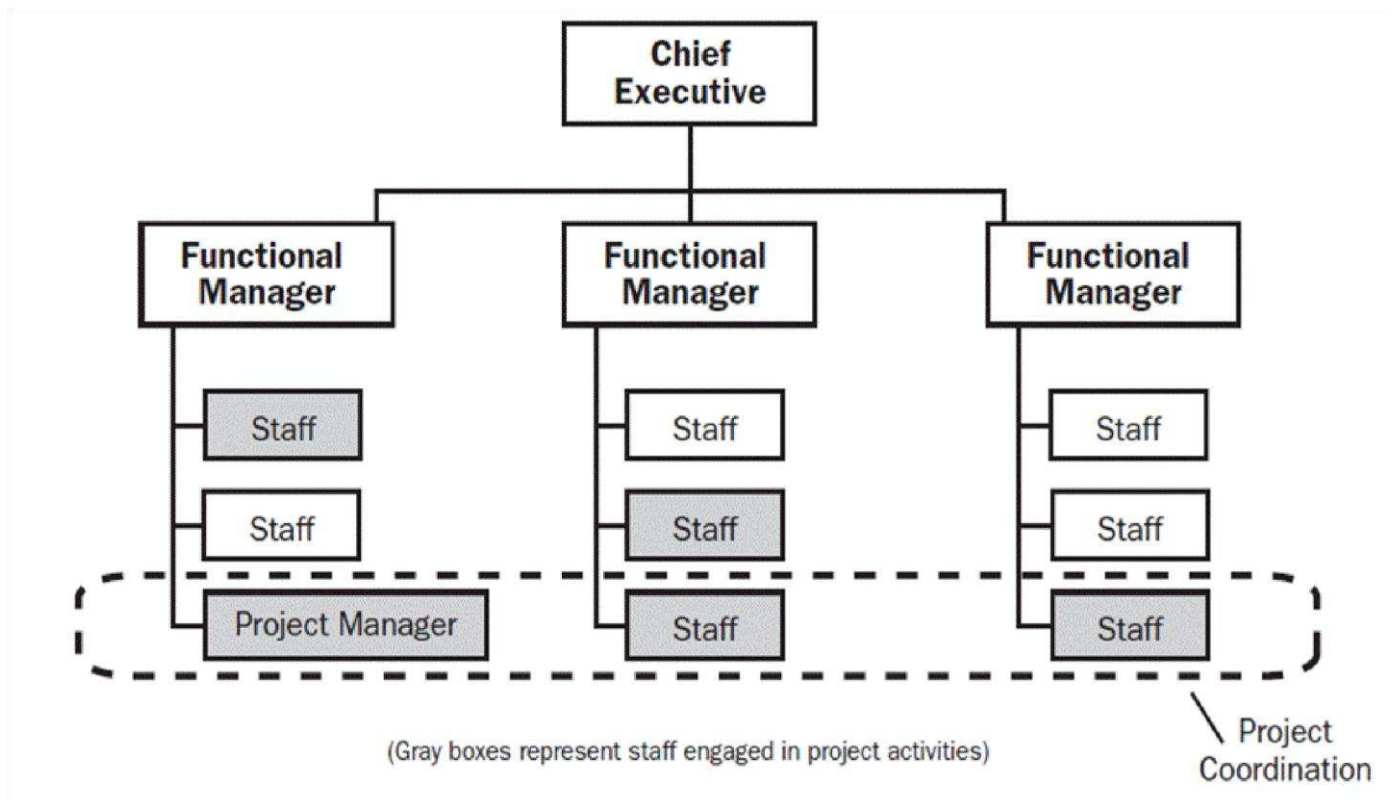 Chief
Executive
Functional
Manager
Functional
Manager
Functional
Manager
Staff
Staff
Staff
Staff
Staff
Staff
Project Manager
Staff
Staff
(Gray boxes represent staff engaged in project activities)
Project
Coordination